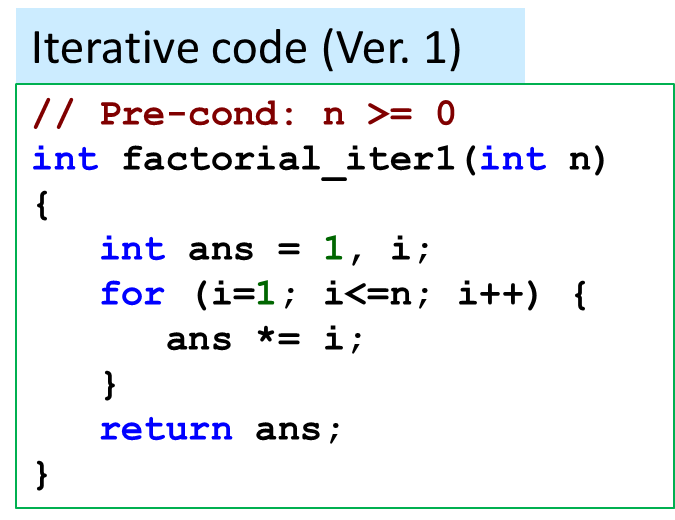 Iterative code (Ver. 1)
// Pre-cond: n >= 0
int factorial_iter1(int n)
{
   int ans = 1, i;
   for (i=1; i<=n; i++) {
      ans *= i;
   }
   return ans;
}